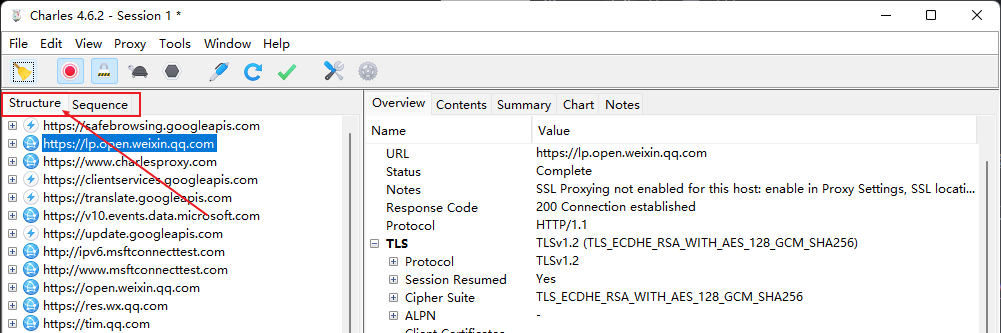 Charles 4.6.2 - Session 1 *
File Edit View Proxy Tools Window Help
Structure Sequence
https://safebrowsing.googleapis.com
https://lp.open.weixin.qq.com
https://www.charlesproxy.com
https://clientservices.googleapis.com
https://translate.googleapis.com
https://v10.events.data.microsoft.com
https://update.googleapis.com
http://ipv6.msftconnecttest.com
http://www.msftconnecttest.com
https://open.weixin.qq.com
https://res.wx.qq.com
https://tim.qq.com
Overview Contents Summary Chart Notes
Name Value
URL https://lp.open.weixin.qq.com
Status Complete
Notes SSL Proxying not enabled for this host: enable in Proxy Settings, SSL locati...
Response Code 200 Connection established
Protocol HTTP/1.1
TLS TLSv1.2 (TLS_ECDHE_RSA_WITH_AES_128_GCM_SHA256)
Protocol TLSv1.2
Session Resumed Yes
Cipher Suite TLS_ECDHE_RSA_WITH_AES_128_GCM_SHA256
ALPN -